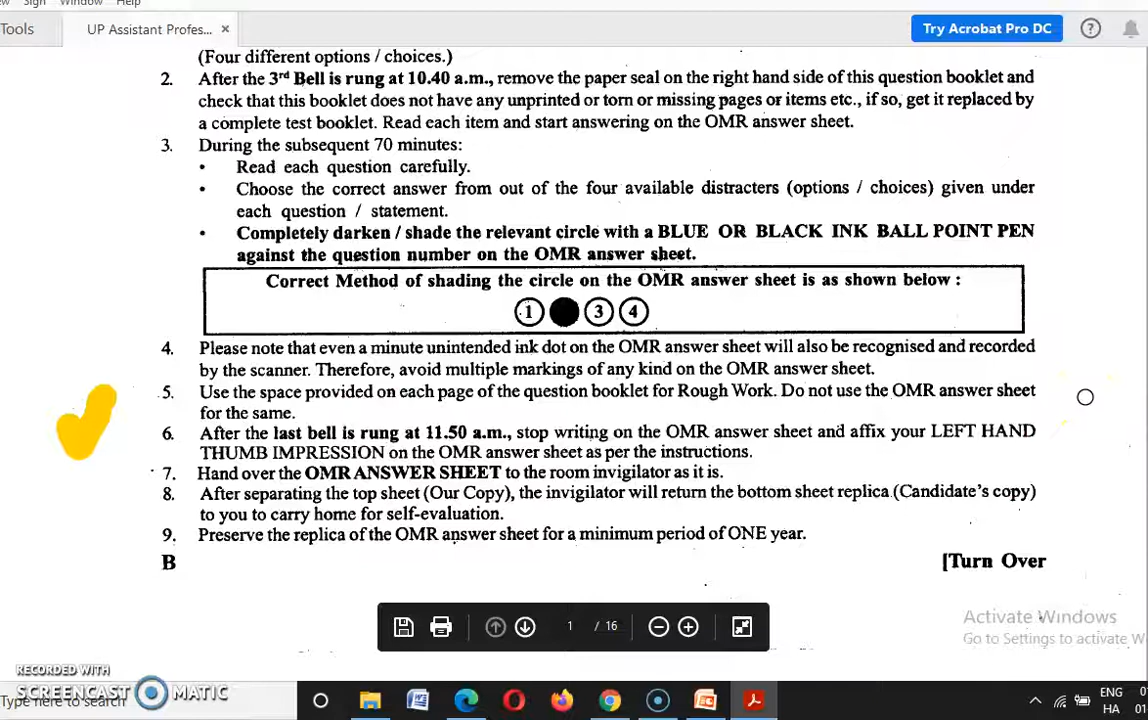 Sign Window Help
Tools UP Assistant Profes... × Try Acrobat Pro DC ?
(Four different options / choices.)
2. After the 3rd Bell is rung at 10.40 a.m., remove the paper seal on the right hand side of this question booklet and
check that this booklet does not have any unprinted or torn or missing pages or items etc., if so, get it replaced by
a complete test booklet. Read each item and start answering on the OMR answer sheet.
3. During the subsequent 70 minutes:
• Read each question carefully.
• Choose the correct answer from out of the four available distracters (options / choices) given under
each question / statement.
• Completely darken / shade the relevant circle with a BLUE OR BLACK INK BALL POINT PEN
against the question number on the OMR answer sheet.
Correct Method of shading the circle on the OMR answer sheet is as shown below :
1 3 4
4. Please note that even a minute unintended ink dot on the OMR answer sheet will also be recognised and recorded
by the scanner. Therefore, avoid multiple markings of any kind on the OMR answer sheet.
5. Use the space provided on each page of the question booklet for Rough Work. Do not use the OMR answer sheet
for the same.
6. After the last bell is rung at 11.50 a.m., stop writing on the OMR answer sheet and affix your LEFT HAND
THUMB IMPRESSION on the OMR answer sheet as per the instructions.
7. Hand over the OMR ANSWER SHEET to the room invigilator as it is.
8. After separating the top sheet (Our Copy), the invigilator will return the bottom sheet replica (Candidate's copy)
to you to carry home for self-evaluation.
9. Preserve the replica of the OMR answer sheet for a minimum period of ONE year.
B [Turn Over
1 / 16
Activate Windows
Go to Settings to activate W
RECORDED WITH
SCREENCAST MATIC
Type here to search
ENG
HA